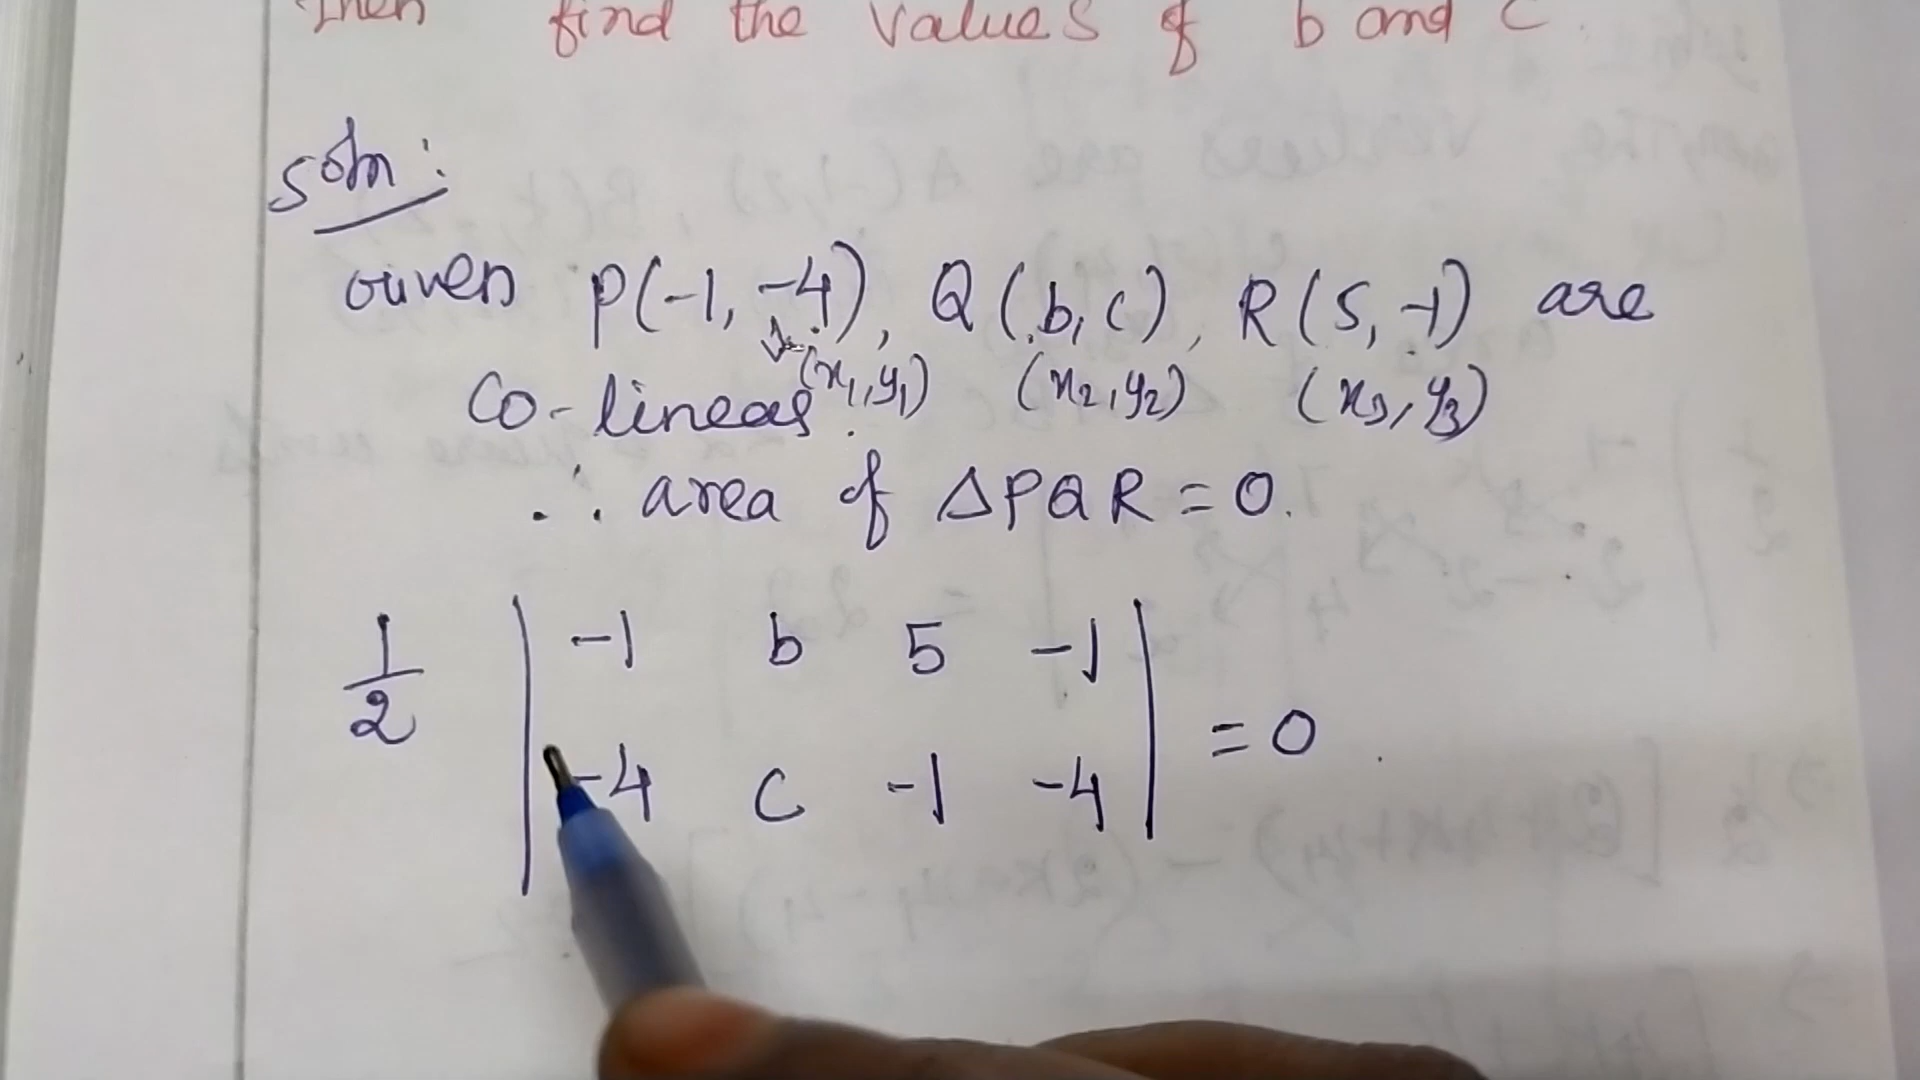 Then find the values of b and c.
Soln:
Given P(-1, -4), Q(b, c), R(5, -1) are
(x1, y1) (x2, y2) (x3, y3)
Co-linear.
∴ area of ΔPQR = 0.
1/2 | -1 b 5 -1 |
| -4 c -1 -4 | = 0